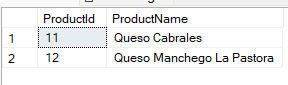 ProductId ProductName
1 11 Queso Cabrales
2 12 Queso Manchego La Pastora